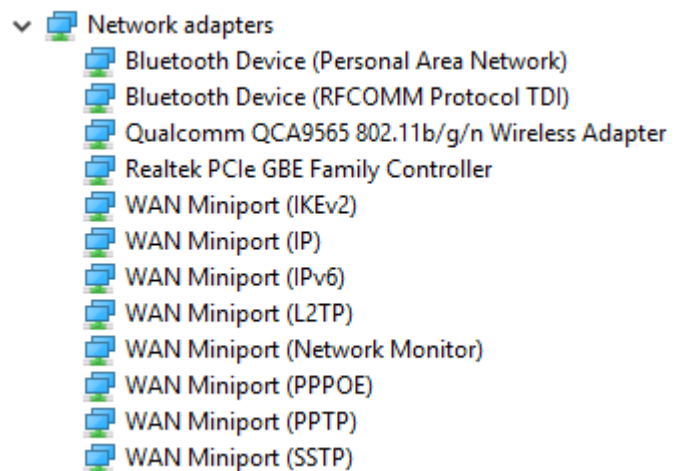 Network adapters
Bluetooth Device (Personal Area Network)
Bluetooth Device (RFCOMM Protocol TDI)
Qualcomm QCA9565 802.11b/g/n Wireless Adapter
Realtek PCIe GBE Family Controller
WAN Miniport (IKEv2)
WAN Miniport (IP)
WAN Miniport (IPv6)
WAN Miniport (L2TP)
WAN Miniport (Network Monitor)
WAN Miniport (PPPOE)
WAN Miniport (PPTP)
WAN Miniport (SSTP)